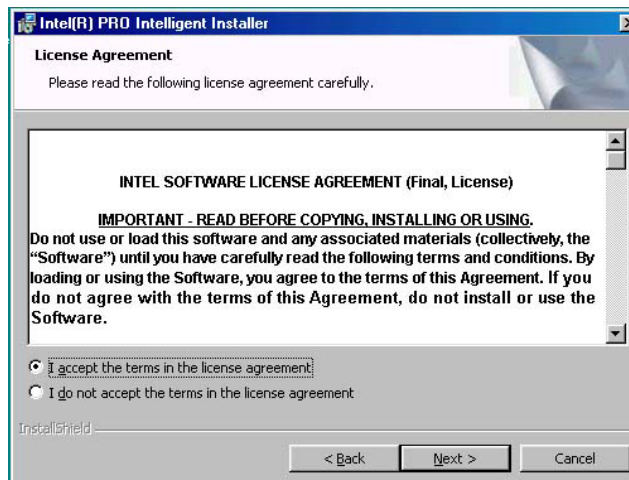 Intel(R) PRO Intelligent Installer
License Agreement
Please read the following license agreement carefully.
INTEL SOFTWARE LICENSE AGREEMENT (Final, License)
IMPORTANT - READ BEFORE COPYING, INSTALLING OR USING.
Do not use or load this software and any associated materials (collectively, the
“Software”) until you have carefully read the following terms and conditions. By
loading or using the Software, you agree to the terms of this Agreement. If you
do not agree with the terms of this Agreement, do not install or use the
Software.
I accept the terms in the license agreement
I do not accept the terms in the license agreement
InstallShield
< Back
Next >
Cancel